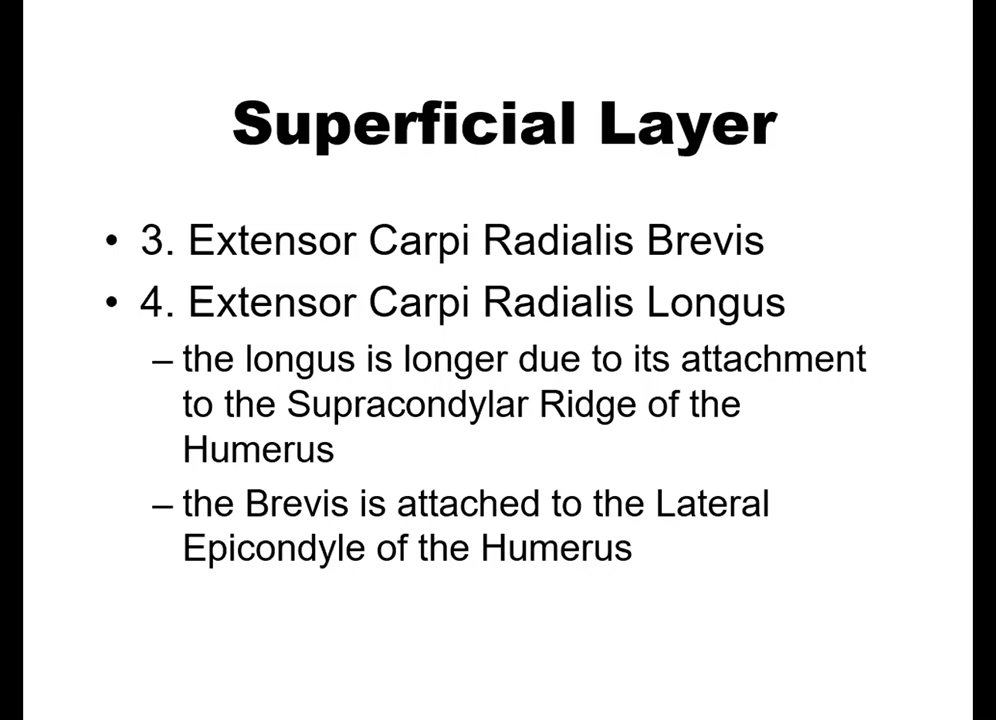 Superficial Layer
• 3. Extensor Carpi Radialis Brevis
• 4. Extensor Carpi Radialis Longus
– the longus is longer due to its attachment
to the Supracondylar Ridge of the
Humerus
– the Brevis is attached to the Lateral
Epicondyle of the Humerus